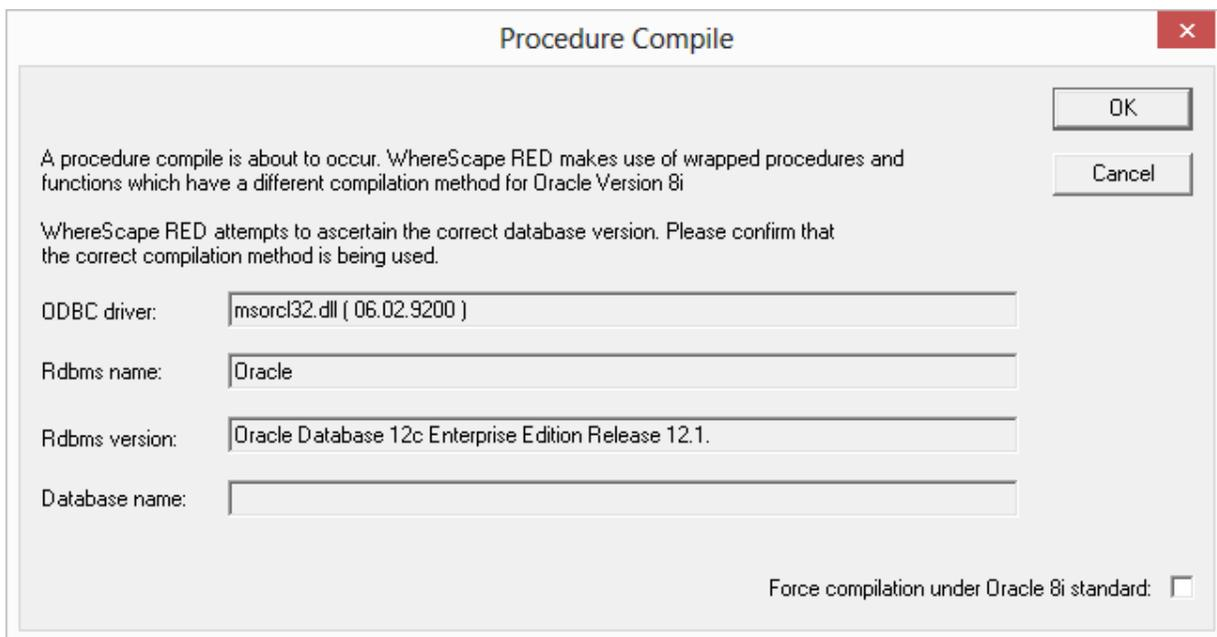 Procedure Compile
OK
A procedure compile is about to occur. WhereScape RED makes use of wrapped procedures and
functions which have a different compilation method for Oracle Version 8i
Cancel
WhereScape RED attempts to ascertain the correct database version. Please confirm that
the correct compilation method is being used.
ODBC driver: msorcl32.dll ( 06.02.9200 )
Rdbms name: Oracle
Rdbms version: Oracle Database 12c Enterprise Edition Release 12.1.
Database name:
Force compilation under Oracle 8i standard: